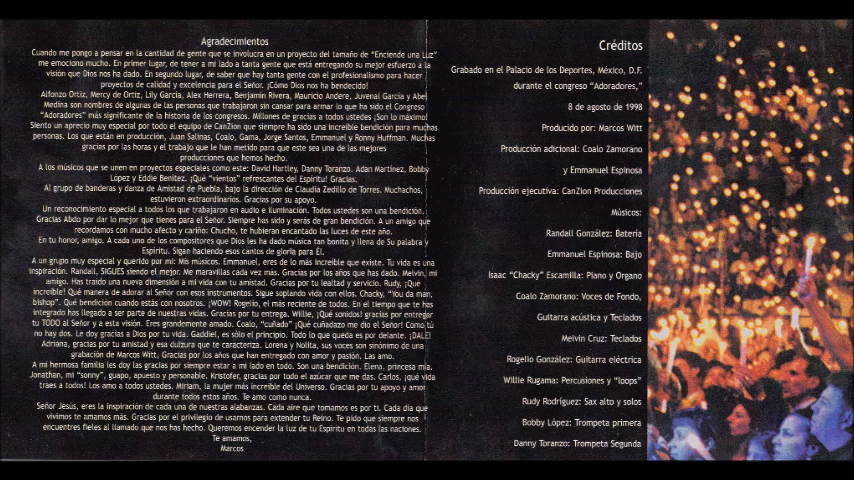 Agradecimientos
Cuando me pongo a pensar en la cantidad de gente que se involucra en un proyecto del tamaño de “Enciende una Luz”
me emociono mucho. En primer lugar, de tener a mi lado a tanta gente que está entregando su mejor esfuerzo a la
visión que Dios nos ha dado. En segundo lugar, de saber que hay tanta gente con el profesionalismo para hacer
proyectos de calidad y excelencia para el Señor. ¡Cómo Dios nos ha bendecido!
Alfonzo Ortiz, Mercy de Ortiz, Lily García, Alex Herrera, Benjamín Rivera, Mauricio Andere, Juvenal García y Abel
Medina son nombres de algunas de las personas que trabajaron sin cansar para armar lo que ha sido el Congreso
“Adoradores” más significante de la historia de los congresos. Millones de gracias a todos ustedes ¡Son lo máximo!
Siento un aprecio muy especial por todo el equipo de CanZion que siempre ha sido una increíble bendición para muchas
personas. Los que están en producción, Juan Salinas, Coalo, Gama, Jorge Santos, Emmanuel y Ronny Huffman. Muchas
gracias por las horas y el trabajo que le han metido para que este sea una de las mejores
producciones que hemos hecho.
A los músicos que se unen en proyectos especiales como este: David Hartley, Danny Toranzo. Adan Martínez, Bobby
López y Eddie Benitez. ¡Qué “vientos” refrescantes del Espíritu! Gracias.
Al grupo de banderas y danza de Amistad de Puebla, bajo la dirección de Claudia Zedillo de Torres. Muchachos,
estuvieron extraordinarios. Gracias por su apoyo.
Un reconocimiento especial a todos los que trabajaron en audio e iluminación. Todos ustedes son una bendición.
Gracias Abdo por dar lo mejor que tienes para el Señor. Siempre has sido y serás de gran bendición. A un amigo que
recordamos con mucho afecto y cariño: Chucho, te hubieran encantado las luces de este año.
En tu honor, amigo. A cada uno de los compositores que Dios les ha dado música tan bonita y llena de Su palabra y
Espíritu. Sigan haciendo esos cantos de gloria para Él.
A un grupo muy especial y querido por mí: Mis músicos. Emmanuel, eres de lo más increíble que existe. Tu vida es una
inspiración. Randall, SIGUES siendo el mejor. Me maravillas cada vez más. Gracias por los años que has dado. Melvin, mi
amigo. Has traído una nueva dimensión a mi vida con tu amistad. Gracias por tu lealtad y servicio. Rudy, ¡Que
increíble! Qué manera de adorar al Señor con esos instrumentos. Sigue soplando vida con ellos. Chacky, “You da man,
bishop”. Qué bendición cuando estás con nosotros. ¡WOW! Rogelio, el más reciente de todos. En el tiempo que te has
integrado has llegado a ser parte de nuestras vidas. Gracias por tu entrega. Willie, ¡Qué sonidos! gracias por entregar
tu TODO al Señor y a esta visión. Eres grandemente amado. Coalo, “cuñado” ¡Qué cuñadazo me dio el Señor! Como tú
no hay dos. Le doy gracias a Dios por tu vida. Gaddiel, es sólo el principio. Todo lo que queda es por delante. ¡DALE!
Adriana, gracias por tu amistad y esa dulzura que te caracteriza. Lorena y Nolita, sus voces son sinónimo de una
grabación de Marcos Witt, Gracias por los años que han entregado con amor y pasión. Las amo.
A mi hermosa familia les doy las gracias por siempre estar a mi lado en todo. Son una bendición. Elena, princesa mía.
Jonathan, mi “sonny”, guapo, apuesto y personable. Kristofer, gracias por todo el azúcar que me das. Carlos, ¡qué vida
traes a todos! Los amo a todos ustedes. Miriam, la mujer más increíble del Universo. Gracias por tu apoyo y amor
durante todos estos años. Te amo como nunca.
Señor Jesús, eres la inspiración de cada una de nuestras alabanzas. Cada aire que tomamos es por ti. Cada día que
vivimos te amamos más. Gracias por el privilegio de usarnos para extender tu Reino. Te pido que siempre nos
encuentres fieles al llamado que nos has hecho. Queremos encender la luz de tu Espíritu en todas las naciones.
Te amamos,
Marcos
Créditos
Grabado en el Palacio de los Deportes, México, D.F.
durante el congreso “Adoradores,”
8 de agosto de 1998
Producido por: Marcos Witt
Producción adicional: Coalo Zamorano
y Emmanuel Espinosa
Producción ejecutiva: CanZion Producciones
Músicos:
Randall González: Batería
Emmanuel Espinosa: Bajo
Isaac “Chacky” Escamilla: Piano y Organo
Coalo Zamorano: Voces de Fondo,
Guitarra acústica y Teclados
Melvin Cruz: Teclados
Rogelio González: Guitarra eléctrica
Willie Rugama: Percusiones y “loops”
Rudy Rodríguez: Sax alto y solos
Bobby López: Trompeta primera
Danny Toranzo: Trompeta Segunda